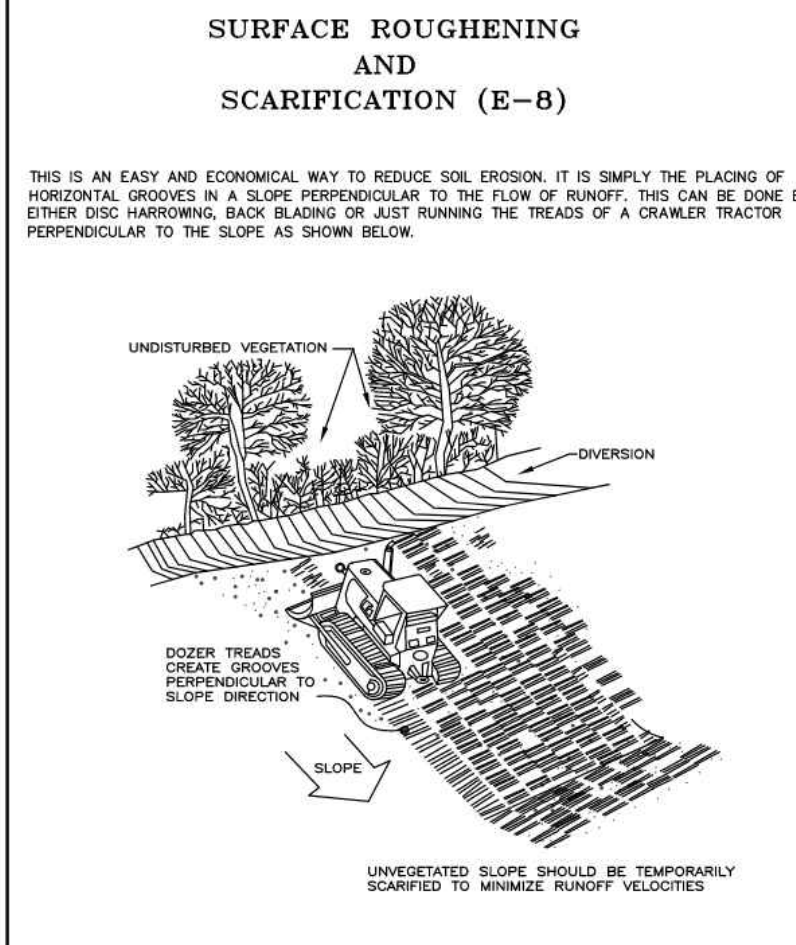 SURFACE ROUGHENING
AND
SCARIFICATION (E-8)
THIS IS AN EASY AND ECONOMICAL WAY TO REDUCE SOIL EROSION. IT IS SIMPLY THE PLACING OF
HORIZONTAL GROOVES IN A SLOPE PERPENDICULAR TO THE FLOW OF RUNOFF. THIS CAN BE DONE
EITHER DISC HARROWING, BACK BLADING OR JUST RUNNING THE TREADS OF A CRAWLER TRACTOR
PERPENDICULAR TO THE SLOPE AS SHOWN BELOW.
UNDISTURBED VEGETATION
DIVERSION
DOZER TREADS
CREATE GROOVES
PERPENDICULAR TO
SLOPE DIRECTION
SLOPE
UNVEGETATED SLOPE SHOULD BE TEMPORARILY
SCARIFIED TO MINIMIZE RUNOFF VELOCITIES